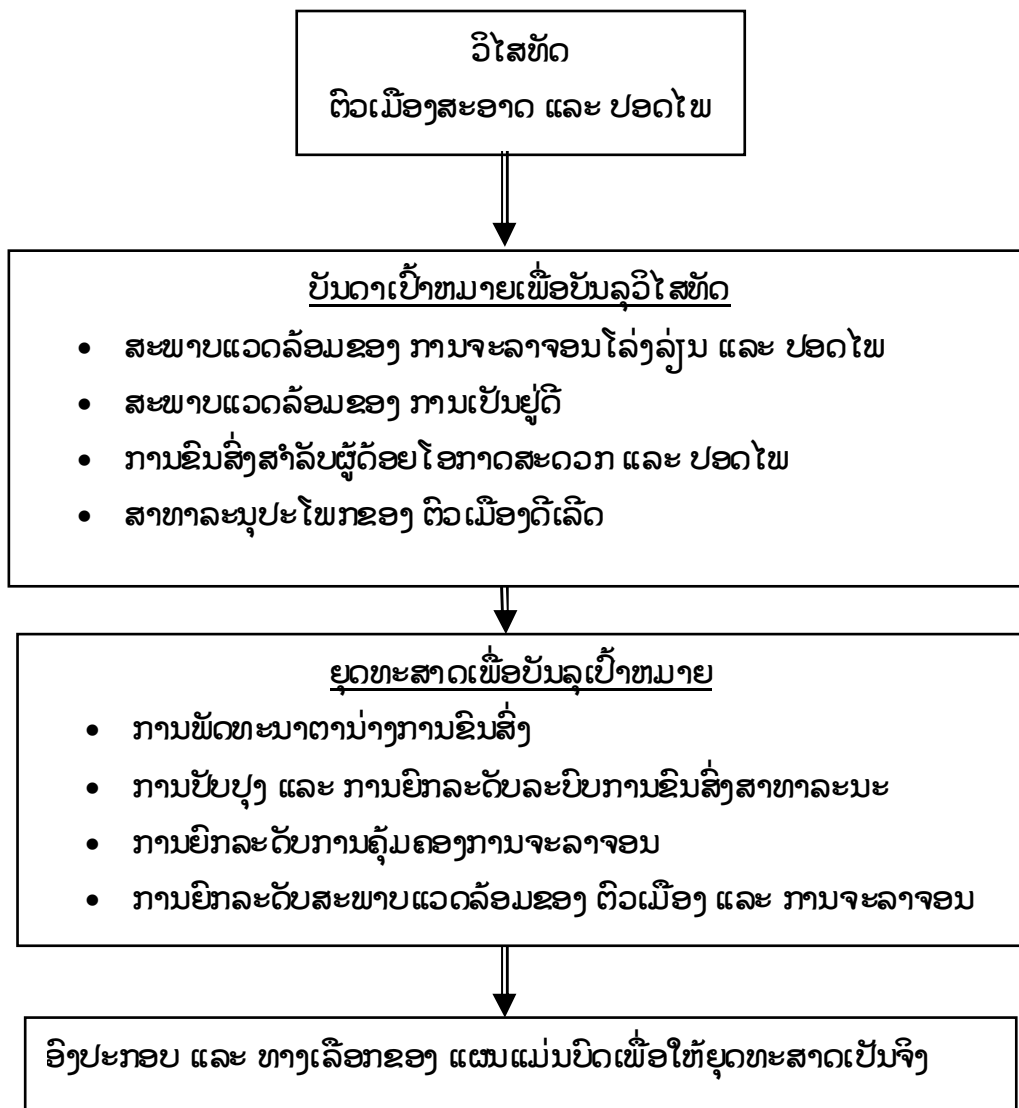 ວິໄສທັດ
ຕົວເມືອງສະອາດ ແລະ ປອດໄພ
ບັນດາເປົ້າຫມາຍເພື່ອບັນລຸວິໄສທັດ
• ສະພາບແວດລ້ອມຂອງ ການຈະລາຈອນໂລ່ງລ່ຽນ ແລະ ປອດໄພ
• ສະພາບແວດລ້ອມຂອງ ການເປັນຢູ່ດີ
• ການຂົນສົ່ງສຳລັບຜູ້ດ້ອຍໂອກາດສະດວກ ແລະ ປອດໄພ
• ສາທາລະນຸປະໂພກຂອງ ຕົວເມືອງດີເລີດ
ຍຸດທະສາດເພື່ອບັນລຸເປົ້າຫມາຍ
• ການພັດທະນາຕານ່າງການຂົນສົ່ງ
• ການປັບປຸງ ແລະ ການຍົກລະດັບລະບົບການຂົນສົ່ງສາທາລະນະ
• ການຍົກລະດັບການຄຸ້ມຄອງການຈະລາຈອນ
• ການຍົກລະດັບສະພາບແວດລ້ອມຂອງ ຕົວເມືອງ ແລະ ການຈະລາຈອນ
ອົງປະກອບ ແລະ ທາງເລືອກຂອງ ແຜນແມ່ນບົດເພື່ອໃຫ້ຍຸດທະສາດເປັນຈິງ